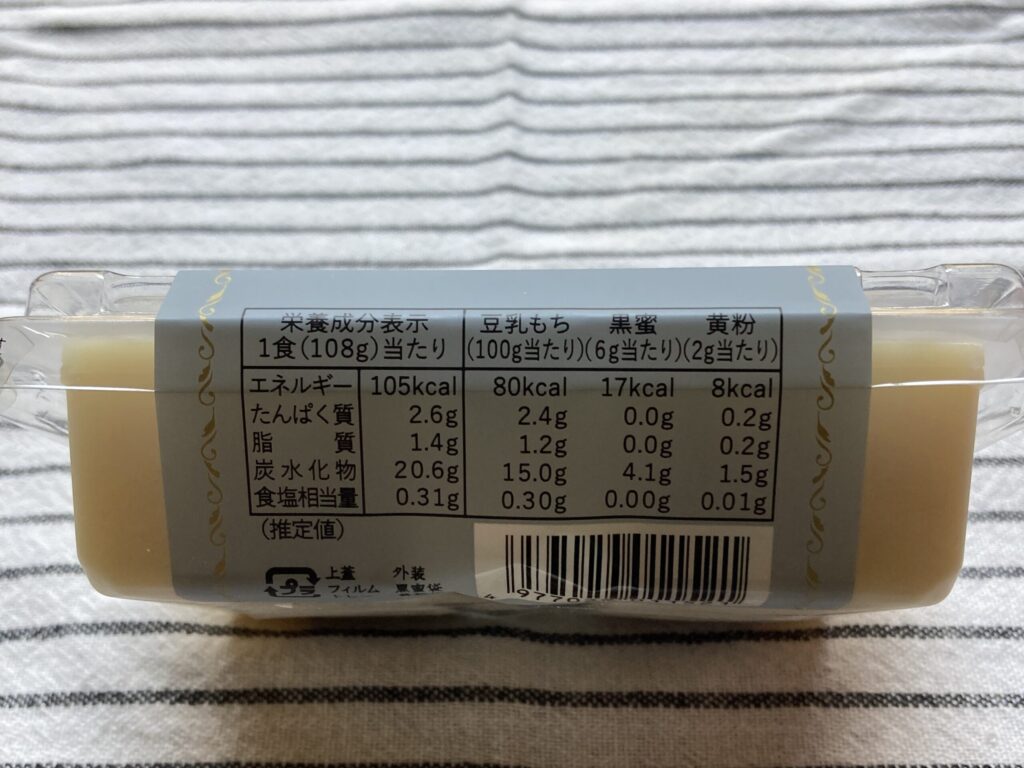 栄養成分表示 豆乳もち 黒蜜 黄粉
1食(108g)当たり (100g当たり)(6g当たり)(2g当たり)
エネルギー 105kcal 80kcal 17kcal 8kcal
たんぱく質 2.6g 2.4g 0.0g 0.2g
脂質 1.4g 1.2g 0.0g 0.2g
炭水化物 20.6g 15.0g 4.1g 1.5g
食塩相当量 0.31g 0.30g 0.00g 0.01g
(推定値)
プラ 上蓋 外装
フィルム 黒蜜袋